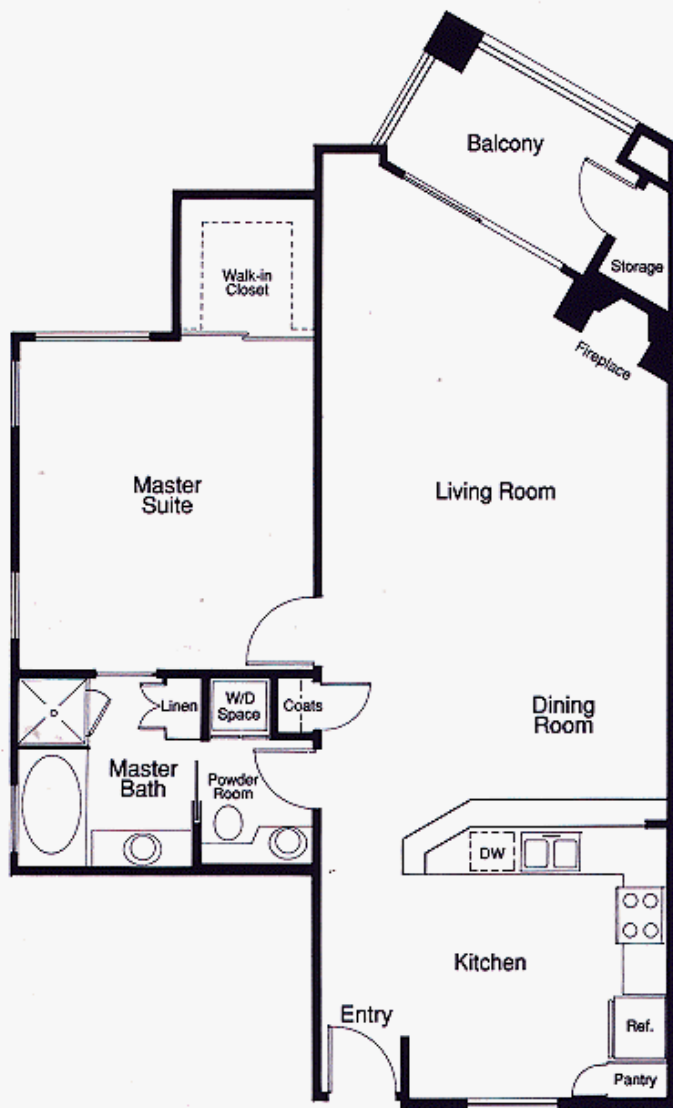 Balcony
Storage
Walk-in
Closet
Fireplace
Master
Suite
Living Room
Linen
W/D
Space
Coats
Dining
Room
Master
Bath
Powder
Room
DW
Kitchen
Entry
Ref.
Pantry